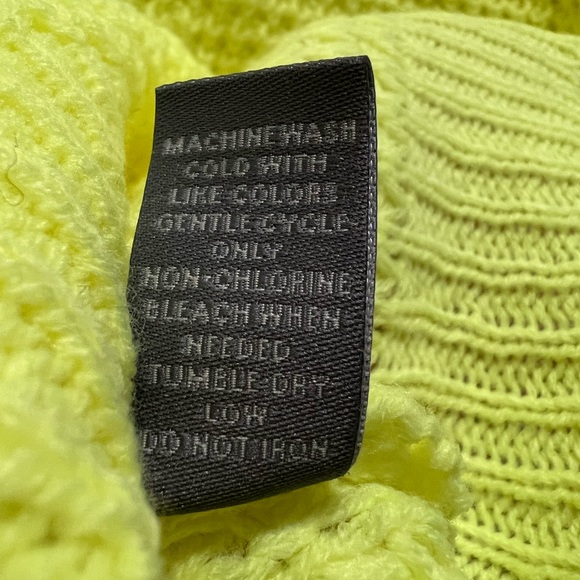 MACHINE WASH
COLD WITH
LIKE COLORS
GENTLE CYCLE
ONLY
NON-CHLORINE
BLEACH WHEN
NEEDED
TUMBLE DRY
LOW
DO NOT IRON